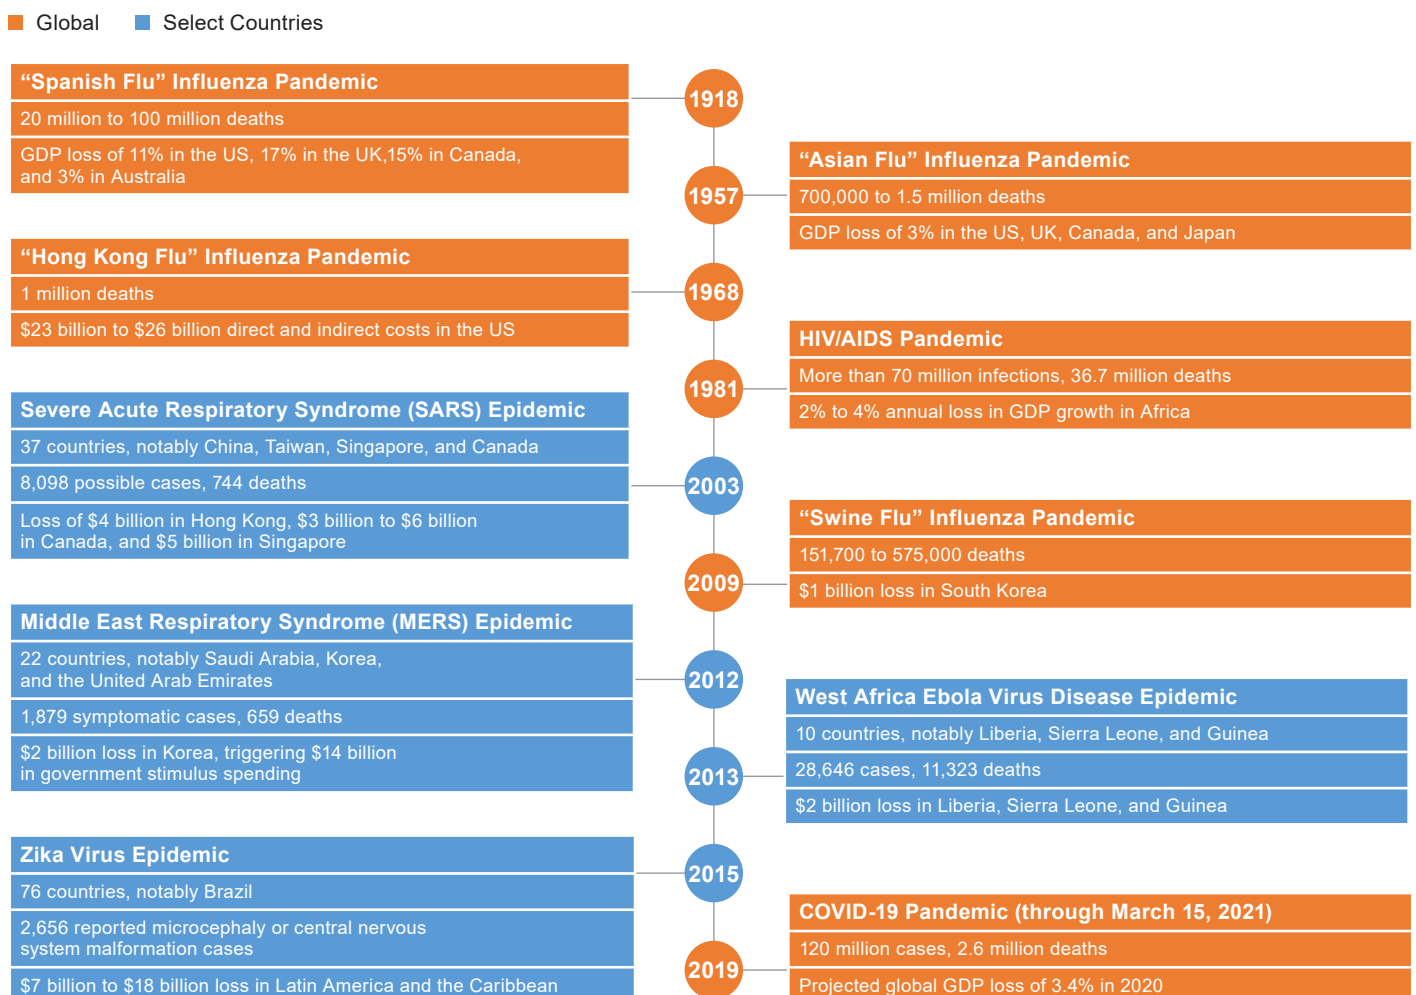 Global
Select Countries
“Spanish Flu” Influenza Pandemic
20 million to 100 million deaths
GDP loss of 11% in the US, 17% in the UK,15% in Canada,
and 3% in Australia
1918
1957
“Asian Flu” Influenza Pandemic
700,000 to 1.5 million deaths
GDP loss of 3% in the US, UK, Canada, and Japan
“Hong Kong Flu” Influenza Pandemic
1 million deaths
$23 billion to $26 billion direct and indirect costs in the US
1968
1981
HIV/AIDS Pandemic
More than 70 million infections, 36.7 million deaths
2% to 4% annual loss in GDP growth in Africa
Severe Acute Respiratory Syndrome (SARS) Epidemic
37 countries, notably China, Taiwan, Singapore, and Canada
8,098 possible cases, 744 deaths
Loss of $4 billion in Hong Kong, $3 billion to $6 billion
in Canada, and $5 billion in Singapore
2003
2009
“Swine Flu” Influenza Pandemic
151,700 to 575,000 deaths
$1 billion loss in South Korea
Middle East Respiratory Syndrome (MERS) Epidemic
22 countries, notably Saudi Arabia, Korea,
and the United Arab Emirates
1,879 symptomatic cases, 659 deaths
$2 billion loss in Korea, triggering $14 billion
in government stimulus spending
2012
2013
West Africa Ebola Virus Disease Epidemic
10 countries, notably Liberia, Sierra Leone, and Guinea
28,646 cases, 11,323 deaths
$2 billion loss in Liberia, Sierra Leone, and Guinea
Zika Virus Epidemic
76 countries, notably Brazil
2,656 reported microcephaly or central nervous
system malformation cases
$7 billion to $18 billion loss in Latin America and the Caribbean
2015
2019
COVID-19 Pandemic (through March 15, 2021)
120 million cases, 2.6 million deaths
Projected global GDP loss of 3.4% in 2020